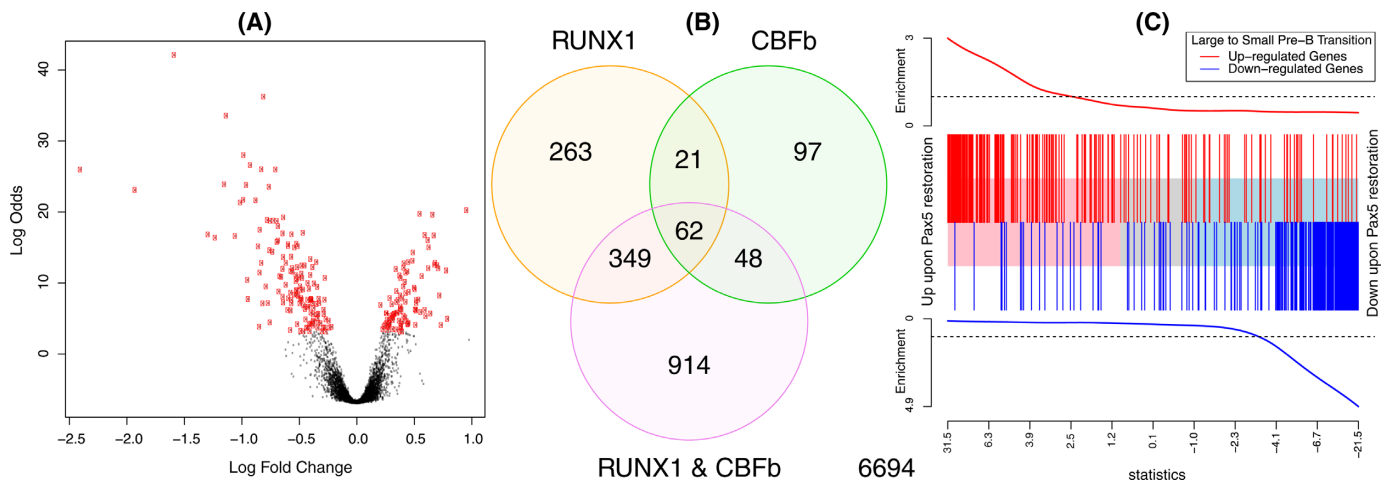 (A)
Log Odds
40
30
20
10
0
−2.5 −2.0 −1.5 −1.0 −0.5 0.0 0.5 1.0
Log Fold Change
(B)
RUNX1 CBFb
263 21 97
62
349 48
914
RUNX1 & CBFb 6694
(C)
Large to Small Pre−B Transition
Up−regulated Genes
Down−regulated Genes
Enrichment
3
0
Up upon Pax5 restoration
Down upon Pax5 restoration
Enrichment
0
4.9
31.5 6.3 3.9 2.5 1.2 0.1 −1.0 −2.3 −4.1 −6.7 −21.5
statistics